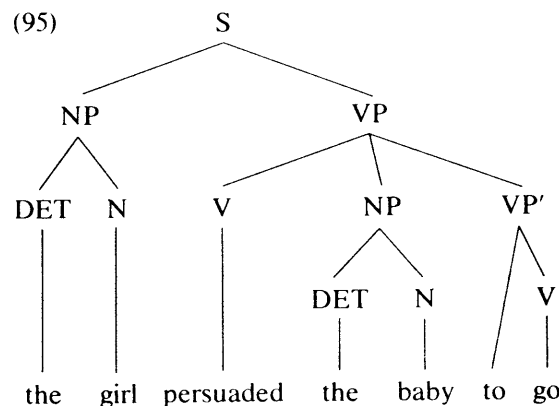 (95) S
NP VP
DET N V NP VP′
DET N V
the girl persuaded the baby to go